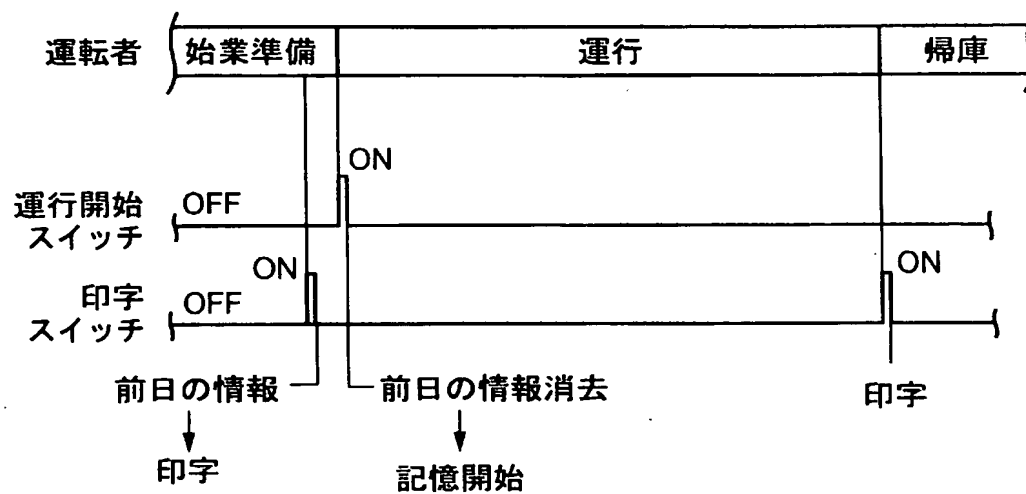 運転者 始業準備 運行 帰庫
ON
運行開始 OFF
スイッチ
ON ON
印字 OFF
スイッチ
前日の情報 前日の情報消去 印字
印字 記憶開始